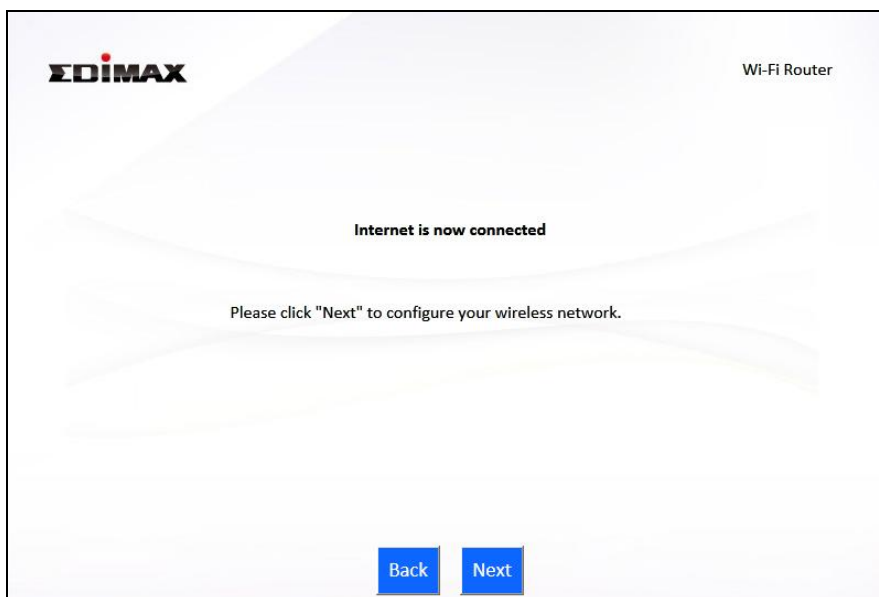 EDIMAX
Wi-Fi Router
Internet is now connected
Please click "Next" to configure your wireless network.
Back
Next